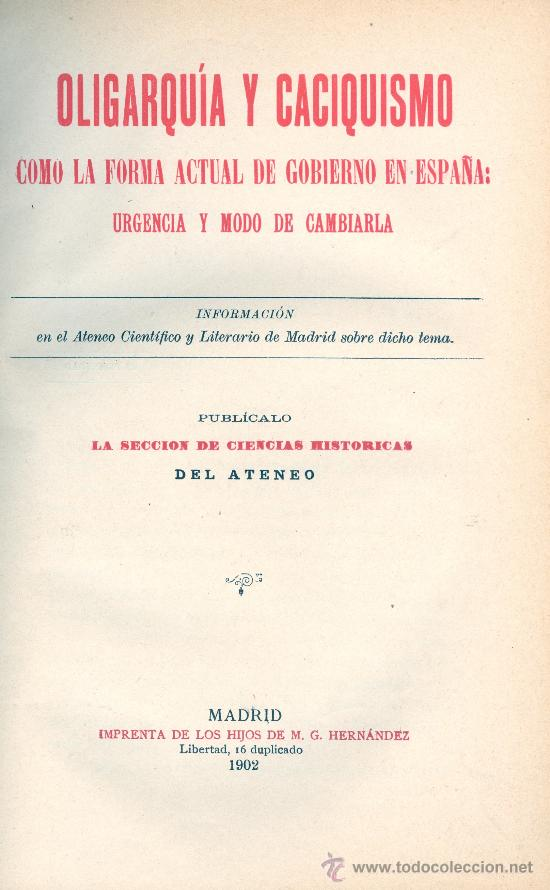 OLIGARQUÍA Y CACIQUISMO
COMO LA FORMA ACTUAL DE GOBIERNO EN ESPAÑA:
URGENCIA Y MODO DE CAMBIARLA
INFORMACIÓN
en el Ateneo Científico y Literario de Madrid sobre dicho tema.
PUBLÍCALO
LA SECCION DE CIENCIAS HISTORICAS
DEL ATENEO
MADRID
IMPRENTA DE LOS HIJOS DE M. G. HERNÁNDEZ
Libertad, 16 duplicado
1902
www.todocoleccion.net